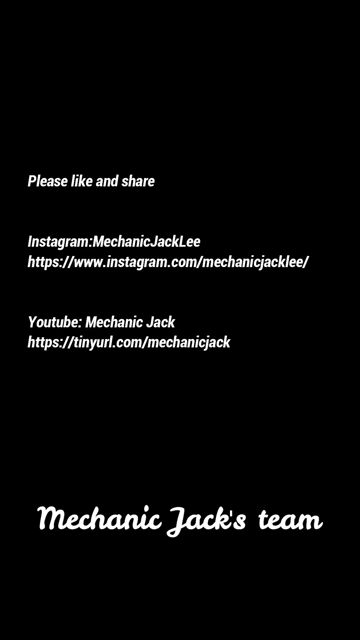 Please like and share
Instagram:MechanicJackLee
https://www.instagram.com/mechanicjacklee/
Youtube: Mechanic Jack
https://tinyurl.com/mechanicjack
Mechanic Jack's team